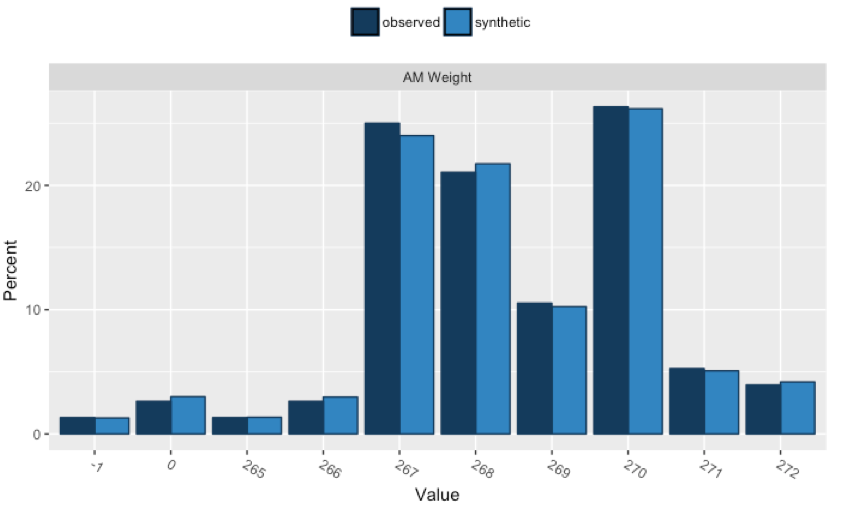 observed synthetic
AM Weight
Percent
20
10
0
-1 0 265 266 267 268 269 270 271 272
Value